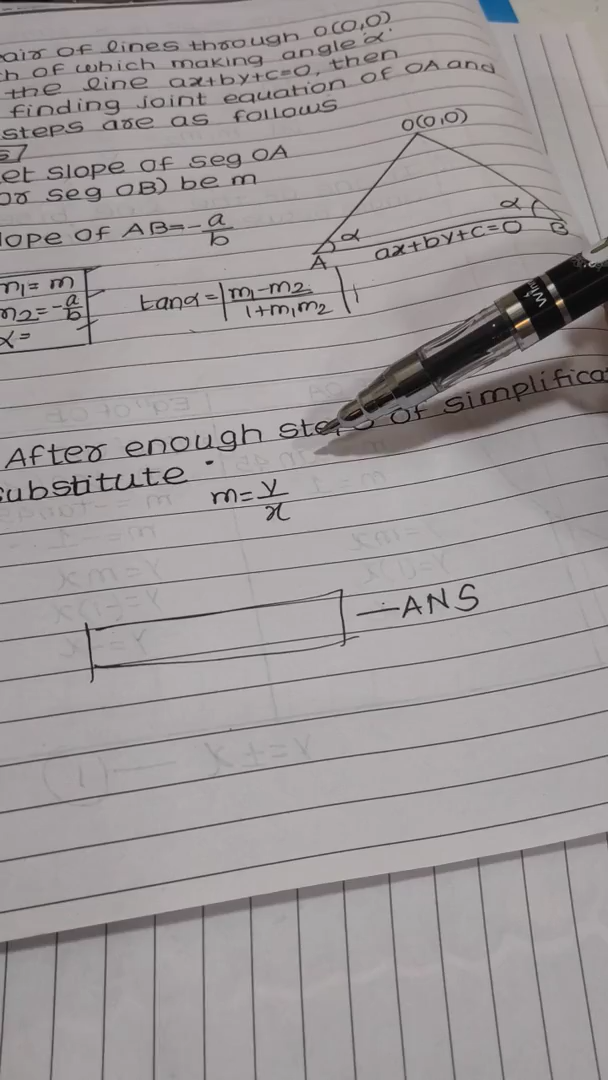 air of lines through O(0,0)
h of which making angle α.
the line ax+by+c=0, then
finding joint equation of OA and
steps are as follows
et slope of seg OA
or seg OB) be m
O(0,0)
lope of AB=-a/b
α
α
A
B
ax+by+c=0
m₁=m
m₂=-a/b
α=
tanα=|m₁-m₂/1+m₁m₂|
After enough steps of simplifica
substitute
m=y/x
—ANS